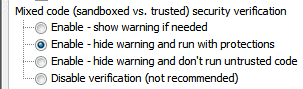 Mixed code (sandboxed vs. trusted) security verification
Enable - show warning if needed
Enable - hide warning and run with protections
Enable - hide warning and don't run untrusted code
Disable verification (not recommended)